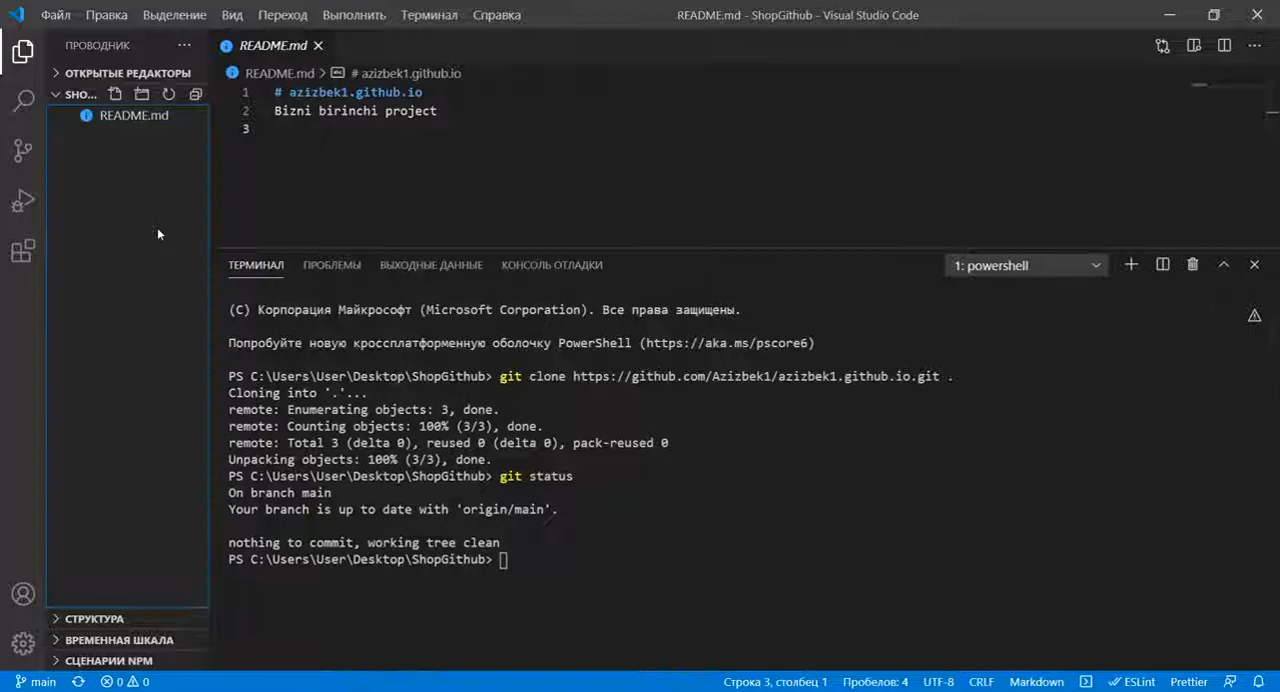 Файл Правка Выделение Вид Переход Выполнить Терминал Справка README.md - ShopGithub - Visual Studio Code
ПРОВОДНИК
README.md
ОТКРЫТЫЕ РЕДАКТОРЫ
README.md > # azizbek1.github.io
SHO...
1 # azizbek1.github.io
README.md
2 Bizni birinchi project
3
ТЕРМИНАЛ ПРОБЛЕМЫ ВЫХОДНЫЕ ДАННЫЕ КОНСОЛЬ ОТЛАДКИ 1: powershell
(C) Корпорация Майкрософт (Microsoft Corporation). Все права защищены.
Попробуйте новую кроссплатформенную оболочку PowerShell (https://aka.ms/pscore6)
PS C:\Users\User\Desktop\ShopGithub> git clone https://github.com/Azizbek1/azizbek1.github.io.git .
Cloning into '.'...
remote: Enumerating objects: 3, done.
remote: Counting objects: 100% (3/3), done.
remote: Total 3 (delta 0), reused 0 (delta 0), pack-reused 0
Unpacking objects: 100% (3/3), done.
PS C:\Users\User\Desktop\ShopGithub> git status
On branch main
Your branch is up to date with 'origin/main'.
nothing to commit, working tree clean
PS C:\Users\User\Desktop\ShopGithub>
СТРУКТУРА
ВРЕМЕННАЯ ШКАЛА
СЦЕНАРИИ NPM
main 0 0 Строка 3, столбец 1 Пробелов: 4 UTF-8 CRLF Markdown ESLint Prettier